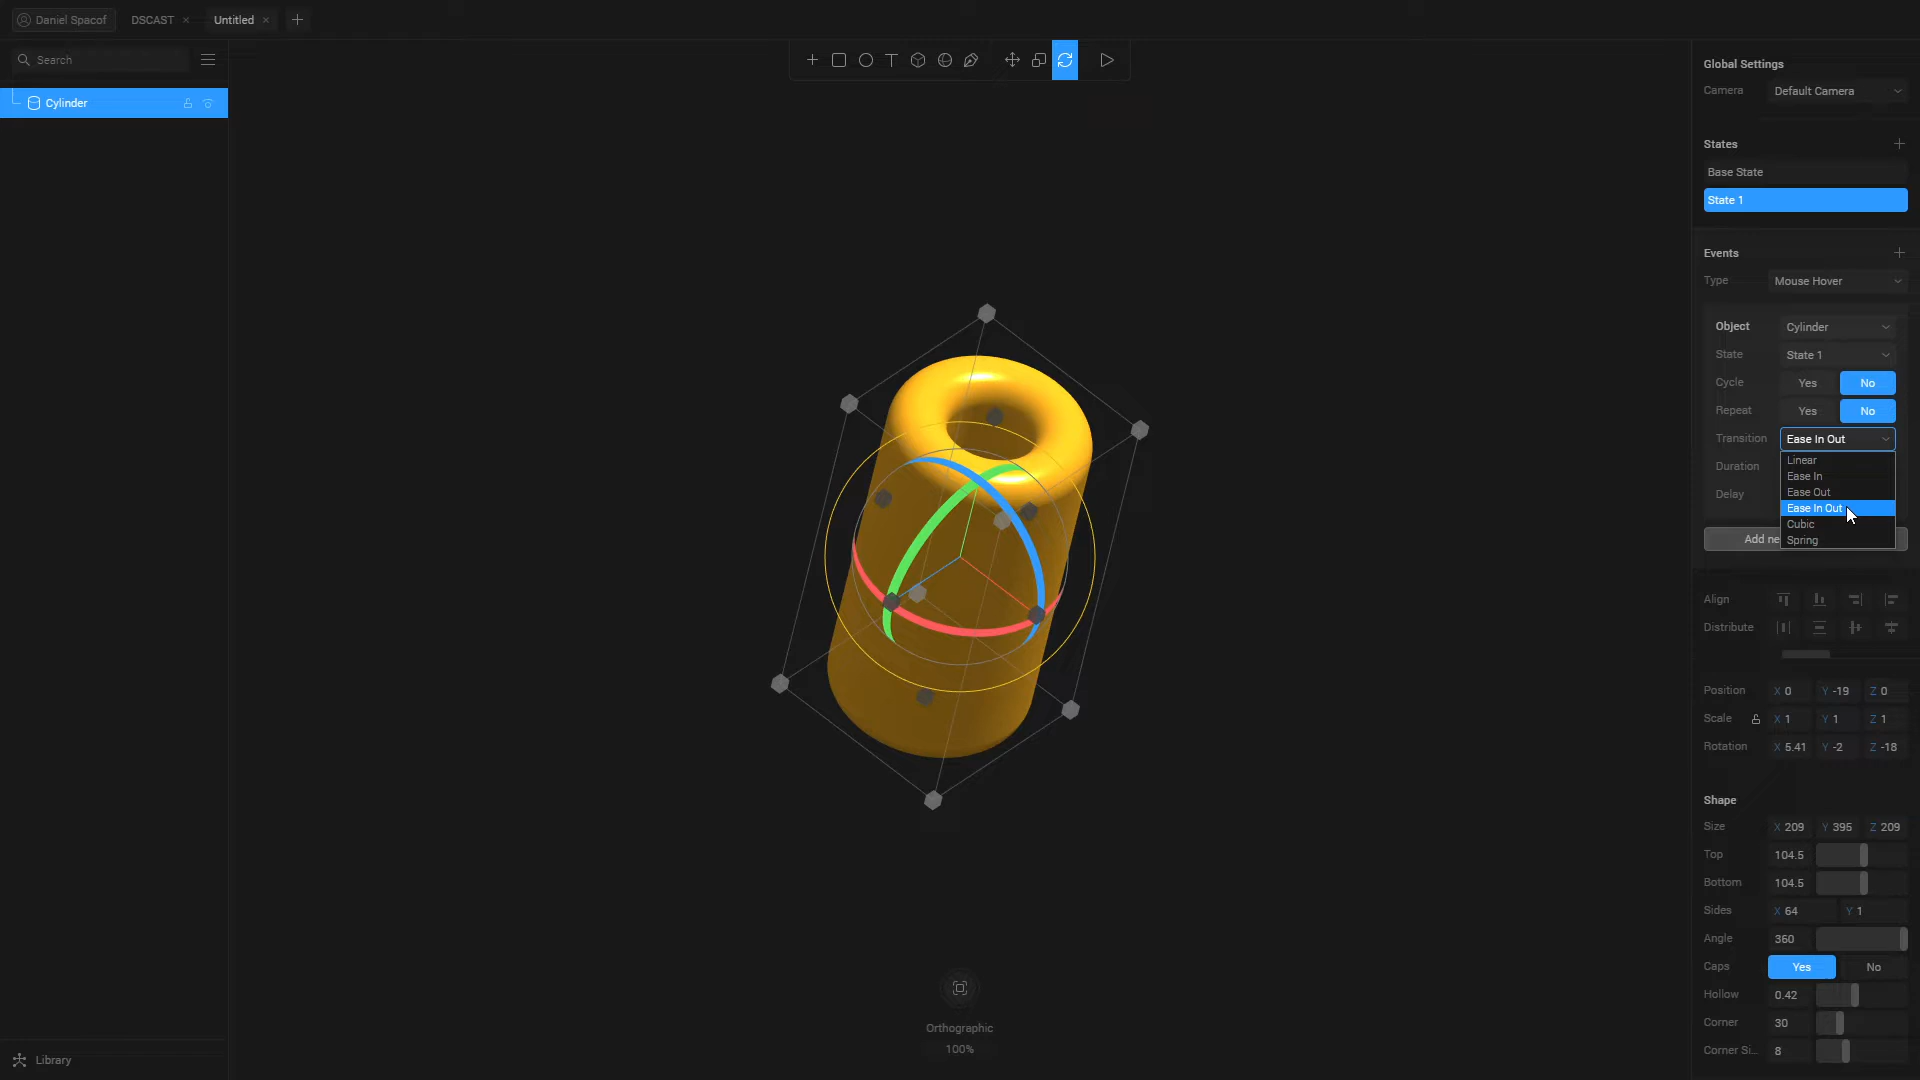 Daniel Spacof
DSCAST
Untitled
Search
Cylinder
Library
T
Orthographic
100%
Global Settings
Camera Default Camera
States
Base State
State 1
Events
Type Mouse Hover
Object Cylinder
State State 1
Cycle Yes No
Repeat Yes No
Transition Ease In Out
Linear
Duration
Ease In
Ease Out
Delay
Ease In Out
Cubic
Add ne
Spring
Align
Distribute
Position X 0 Y -19 Z 0
Scale X 1 Y 1 Z 1
Rotation X 5.41 Y -2 Z -18
Shape
Size X 209 Y 395 Z 209
Top 104.5
Bottom 104.5
Sides X 64 Y 1
Angle 360
Caps Yes No
Hollow 0.42
Corner 30
Corner Si... 8